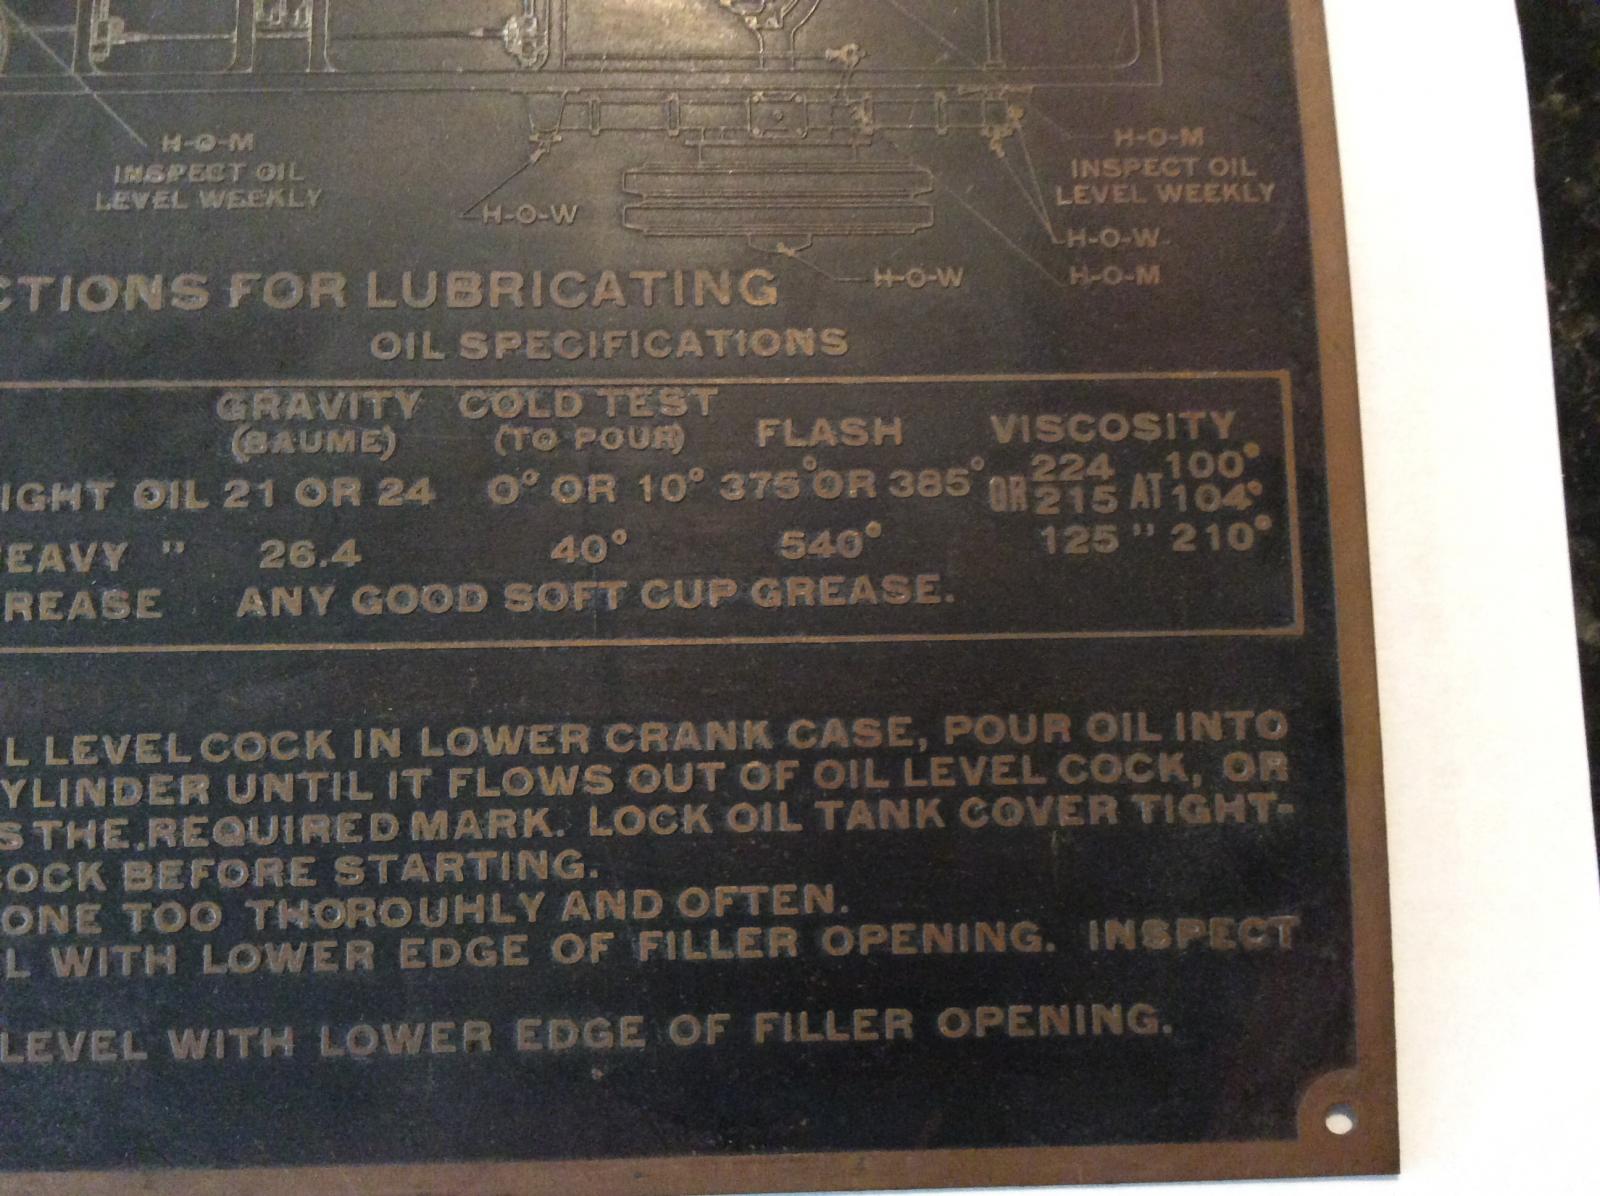 H-O-M
INSPECT OIL
LEVEL WEEKLY
H-O-W
H-O-M
INSPECT OIL
LEVEL WEEKLY
H-O-W
H-O-M
H-O-W
CTIONS FOR LUBRICATING
OIL SPECIFICATIONS
GRAVITY COLD TEST FLASH VISCOSITY
(BAUME) (TO POUR)
IGHT OIL 21 OR 24 0° OR 10° 375° OR 385° 224 100°
OR 215 AT 104°
EAVY " 26.4 40° 540° 125 " 210°
REASE ANY GOOD SOFT CUP GREASE.
L LEVEL COCK IN LOWER CRANK CASE, POUR OIL INTO
YLINDER UNTIL IT FLOWS OUT OF OIL LEVEL COCK, OR
S THE REQUIRED MARK. LOCK OIL TANK COVER TIGHT-
COCK BEFORE STARTING.
ONE TOO THOROUHLY AND OFTEN.
L WITH LOWER EDGE OF FILLER OPENING. INSPECT
LEVEL WITH LOWER EDGE OF FILLER OPENING.